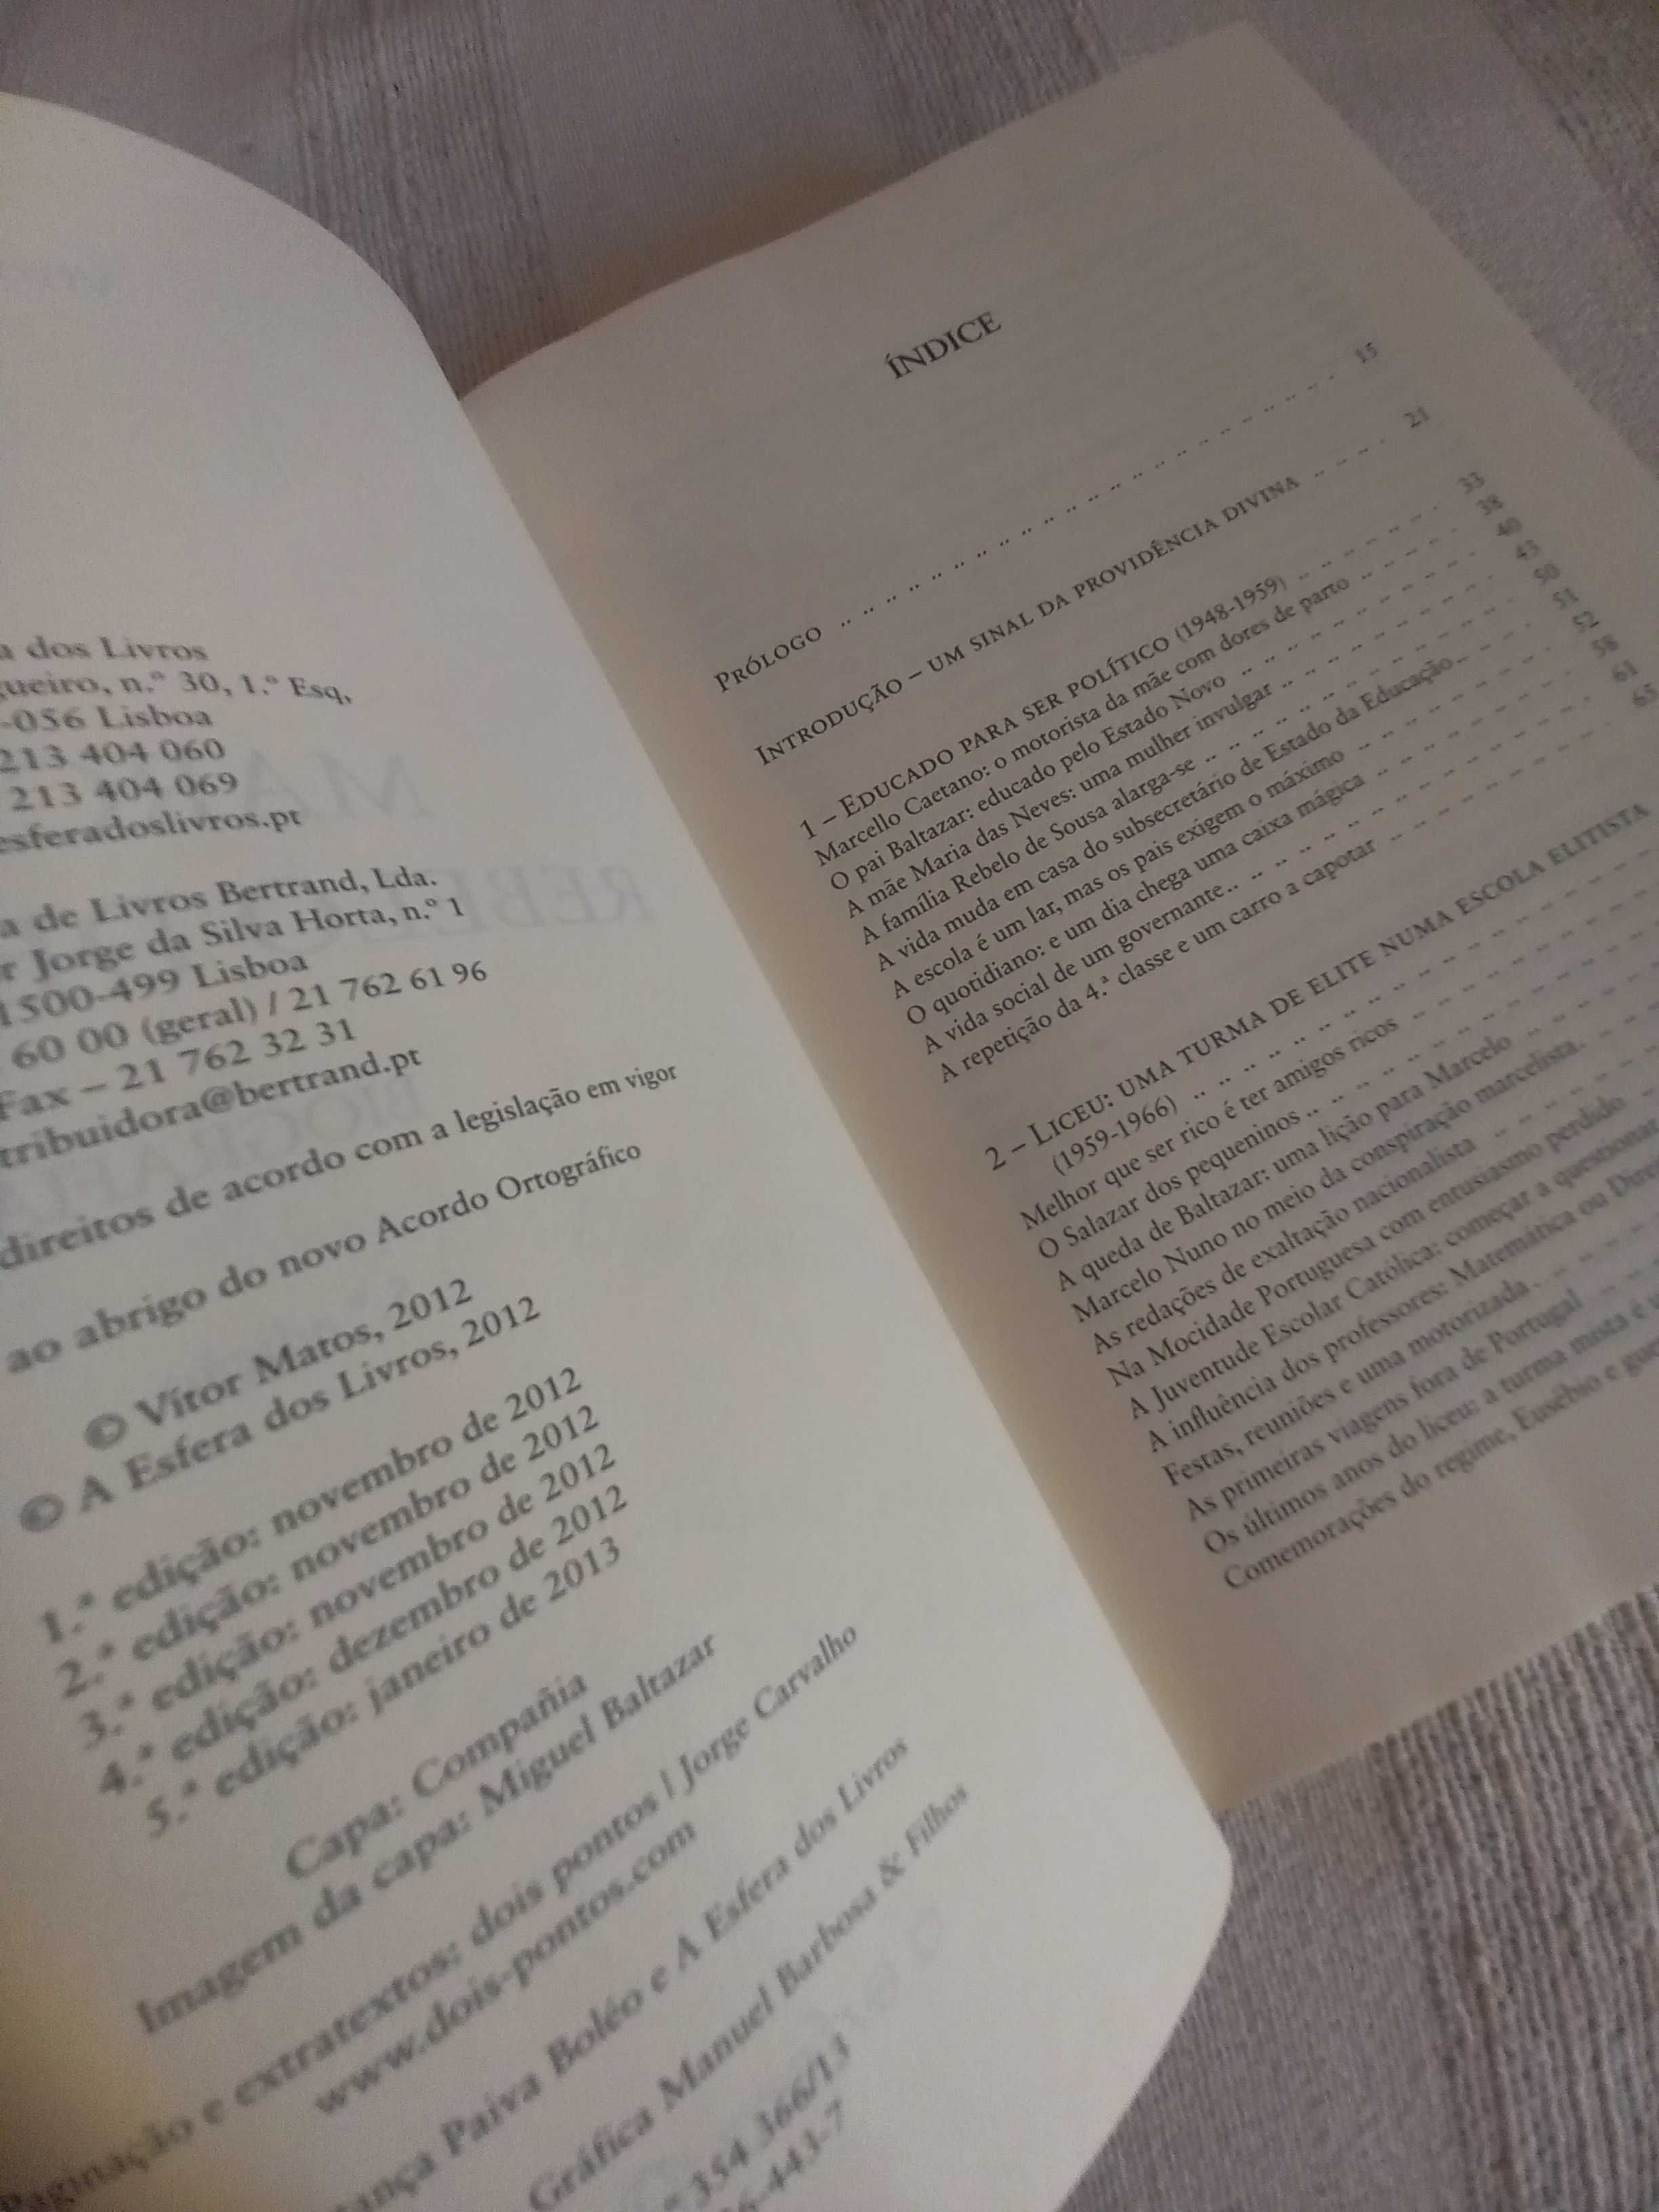 a dos Livros
gueiro, n.º 30, 1.º Esq,
-056 Lisboa
213 404 060
213 404 069
esferadoslivros.pt
a de Livros Bertrand, Lda.
r Jorge da Silva Horta, n.º 1
1500-499 Lisboa
60 00 (geral) / 21 762 61 96
Fax – 21 762 32 31
tribuidora@bertrand.pt
direitos de acordo com a legislação em vigor
ao abrigo do novo Acordo Ortográfico
© Vítor Matos, 2012
© A Esfera dos Livros, 2012
1.ª edição: novembro de 2012
2.ª edição: novembro de 2012
3.ª edição: novembro de 2012
4.ª edição: dezembro de 2012
5.ª edição: janeiro de 2013
Capa: Compañia
Imagem da capa: Miguel Baltazar
Paginação e extratextos: dois pontos | Jorge Carvalho
www.dois-pontos.com
ança Paiva Boléo e A Esfera dos Livros
Gráfica Manuel Barbosa & Filhos
354 366/13
6-443-7
ÍNDICE
PRÓLOGO .. .. .. .. .. .. .. .. .. .. .. .. .. .. .. .. .. .. .. .. .. .. . 15
INTRODUÇÃO – UM SINAL DA PROVIDÊNCIA DIVINA .. .. .. . 21
1 – EDUCADO PARA SER POLÍTICO (1948-1959) .. .. .. .. .. .. . 33
Marcello Caetano: o motorista da mãe com dores de parto .. .. .. .. . 38
O pai Baltazar: educado pelo Estado Novo .. .. .. .. .. .. .. .. .. . 40
A mãe Maria das Neves: uma mulher invulgar .. .. .. .. .. .. .. .. . 43
A família Rebelo de Sousa alarga-se .. .. .. .. .. .. .. .. .. .. .. . 50
A vida muda em casa do subsecretário de Estado da Educação.. .. .. . 51
A escola é um lar, mas os pais exigem o máximo .. .. .. .. .. .. .. . 52
O quotidiano: e um dia chega uma caixa mágica .. .. .. .. .. .. .. . 58
A vida social de um governante.. .. .. .. .. .. .. .. .. .. .. .. .. . 61
A repetição da 4.ª classe e um carro a capotar .. .. .. .. .. .. .. .. . 65
2 – LICEU: UMA TURMA DE ELITE NUMA ESCOLA ELITISTA
(1959-1966) .. .. .. .. .. .. .. .. .. .. .. .. .. .. ..
Melhor que ser rico é ter amigos ricos .. .. .. .. .. .. .. ..
O Salazar dos pequeninos .. .. .. .. .. .. .. .. .. .. ..
A queda de Baltazar: uma lição para Marcelo .. .. .. .. ..
Marcelo Nuno no meio da conspiração marcelista. .. .. ..
As redações de exaltação nacionalista .. .. .. .. .. .. ..
Na Mocidade Portuguesa com entusiasmo perdido ..
A Juventude Escolar Católica: começar a questionar
A influência dos professores: Matemática ou Direi
Festas, reuniões e uma motorizada. .. .. .. .. ..
As primeiras viagens fora de Portugal .. .. ..
Os últimos anos do liceu: a turma mista é u
Comemorações do regime, Eusébio e gue